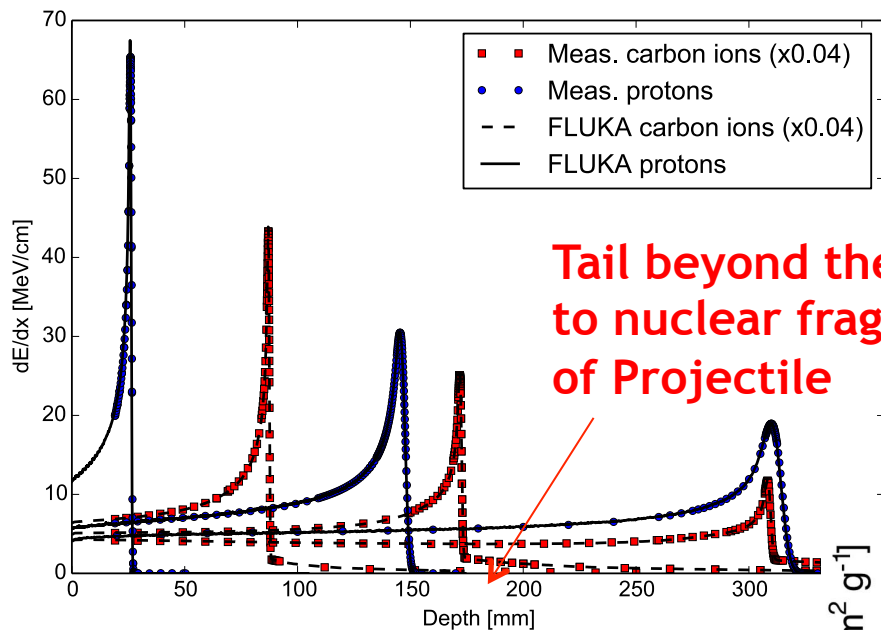 70
60
50
40
30
20
10
0
dE/dx [MeV/cm]
Meas. carbon ions (x0.04)
Meas. protons
FLUKA carbon ions (x0.04)
FLUKA protons
Tail beyond the
to nuclear frag
of Projectile
0 50 100 150 200 250 300
Depth [mm]
g⁻¹]